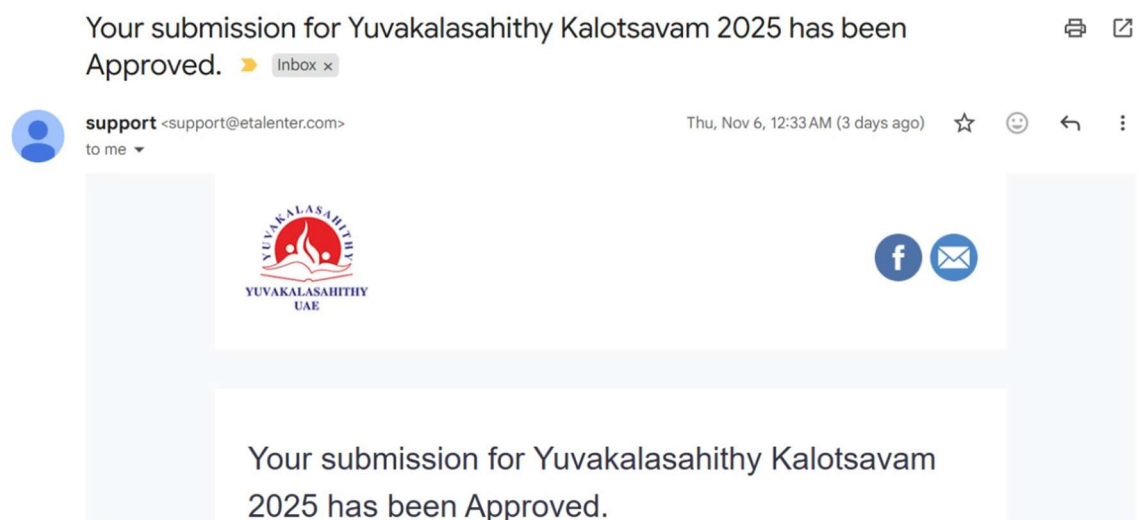 Your submission for Yuvakalasahithy Kalotsavam 2025 has been
Approved.
Inbox ×
support <support@etalenter.com>
Thu, Nov 6, 12:33 AM (3 days ago)
to me
YUVAKALASAHITHY
YUVAKALASAHITHY
UAE
f
Your submission for Yuvakalasahithy Kalotsavam
2025 has been Approved.